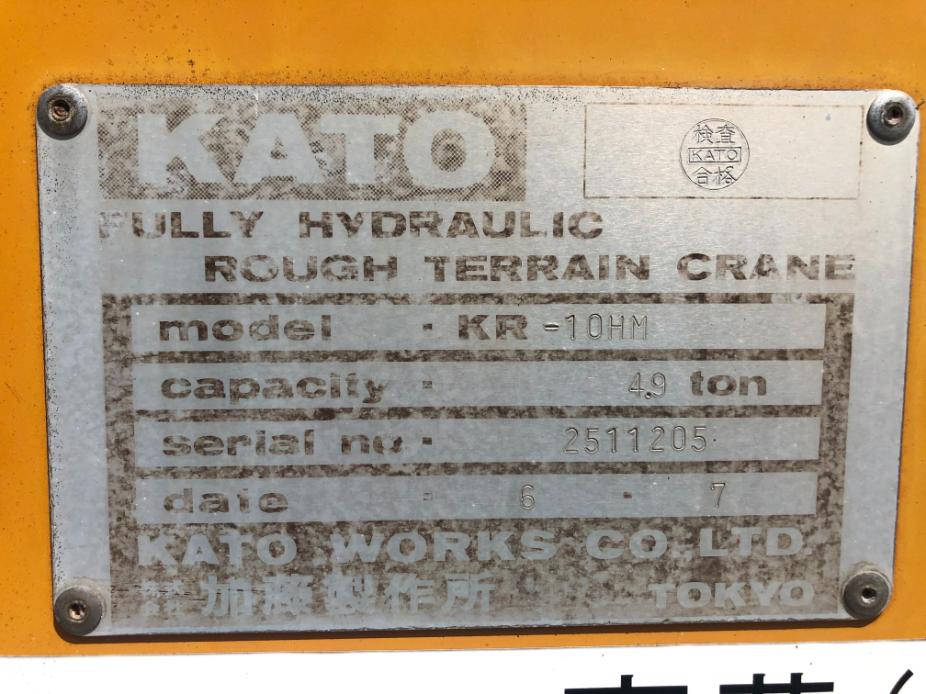 KATO
検査
KATO
合格
FULLY HYDRAULIC
ROUGH TERRAIN CRANE
model · KR-10HM
capacity · 4.9 ton
serial no · 2511205
date · 6 · 7
KATO WORKS CO. LTD.
加藤製作所 TOKYO